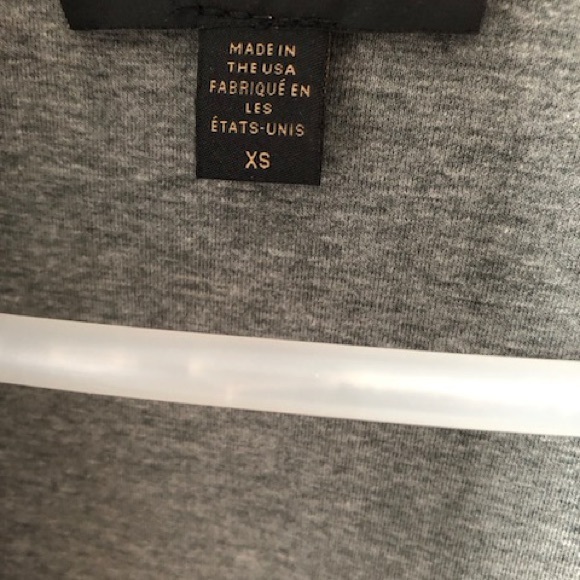 MADE IN
THE USA
FABRIQUÉ EN
LES
ÉTATS-UNIS
XS